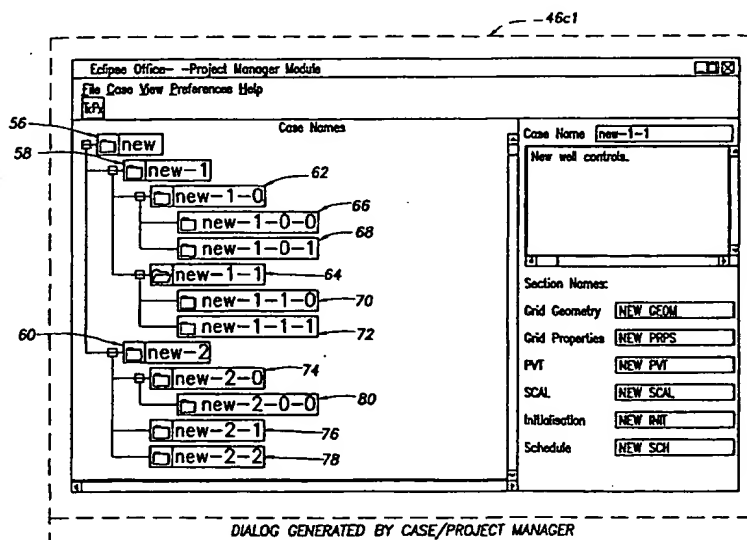 46c1
Eclipse Office- -Project Manager Module
File Case View Preferences Help
TcPx
Case Names
56
new
58
new-1
62
new-1-0
66
new-1-0-0
68
new-1-0-1
64
new-1-1
70
new-1-1-0
72
new-1-1-1
60
new-2
74
new-2-0
80
new-2-0-0
76
new-2-1
78
new-2-2
Case Name new-1-1
New well controls.
Section Names:
Grid Geometry NEW GEOM
Grid Properties NEW PRPS
PVT NEW PVT
SCAL NEW SCAL
Initialisation NEW INIT
Schedule NEW SCH
DIALOG GENERATED BY CASE/PROJECT MANAGER